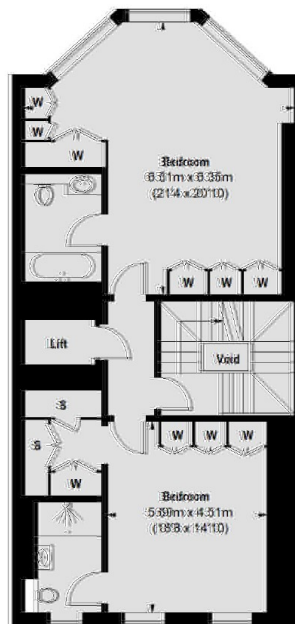 W
W
W
Bedroom
6.51m x 6.35m
(21'4 x 20'10)
W W W
Lift
Void
S
S
W W W
W
Bedroom
5.69m x 4.51m
(18'8 x 14'10)